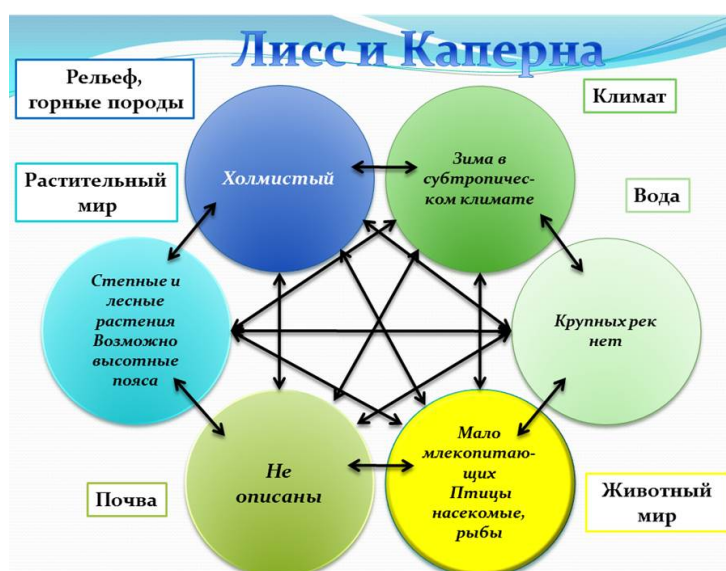 Лисс и Каперна
Рельеф,
горные породы
Климат
Холмистый
Зима в
субтропичес-
ком климате
Растительный
мир
Вода
Степные и
лесные
растения
Возможно
высотные
пояса
Крупных рек
нет
Не
описаны
Мало
млекопитаю-
щих
Птицы
насекомые,
рыбы
Почва
Животный
мир